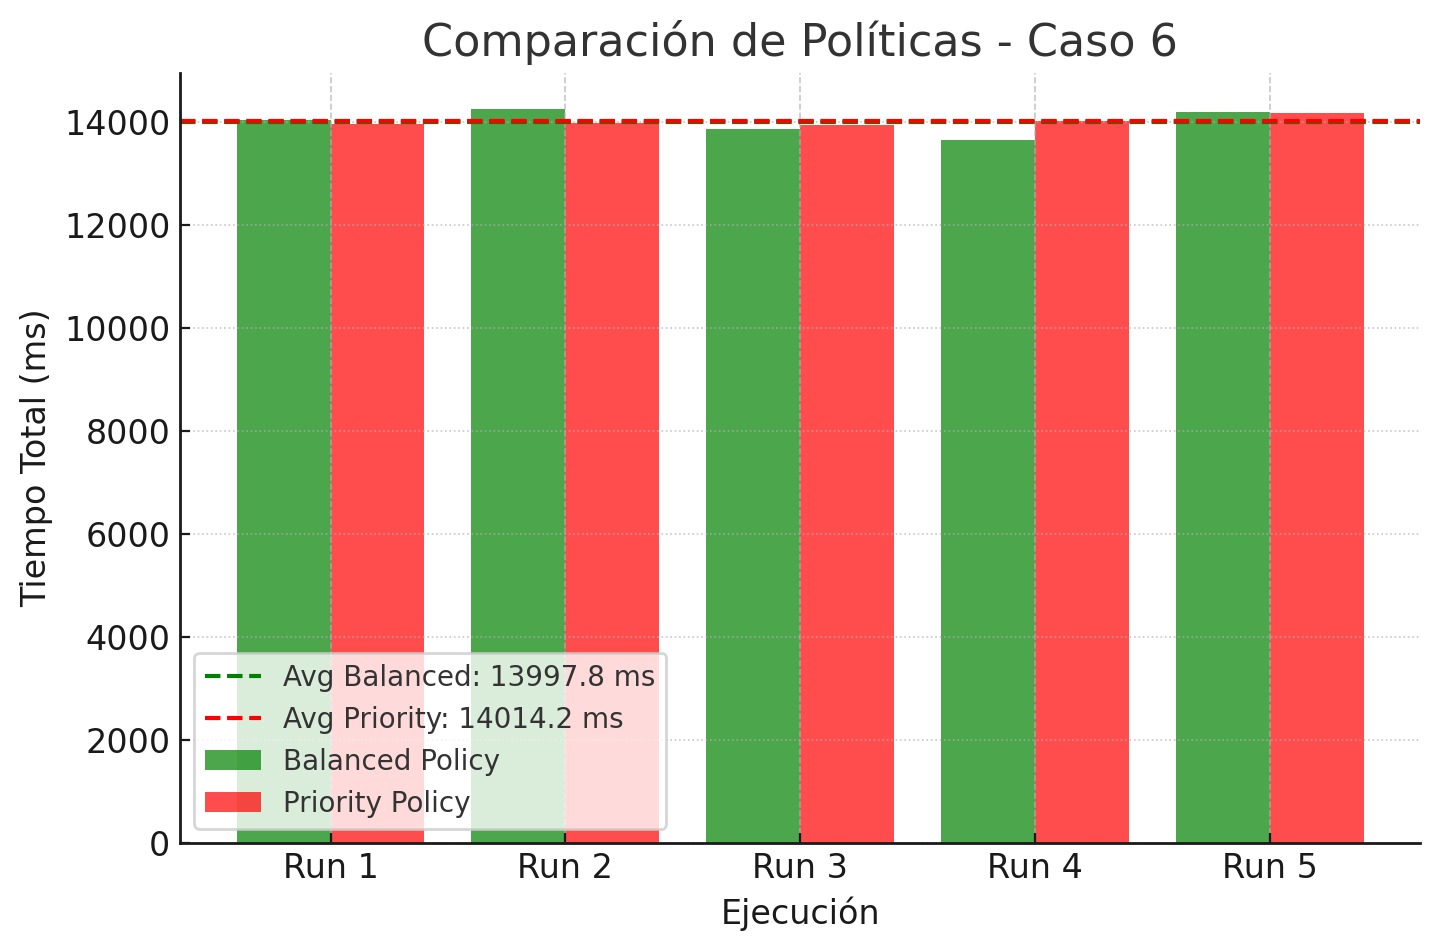 Comparación de Políticas - Caso 6
Tiempo Total (ms)
14000
12000
10000
8000
6000
4000
2000
0
Avg Balanced: 13997.8 ms
Avg Priority: 14014.2 ms
Balanced Policy
Priority Policy
Run 1
Run 2
Run 3
Run 4
Run 5
Ejecución